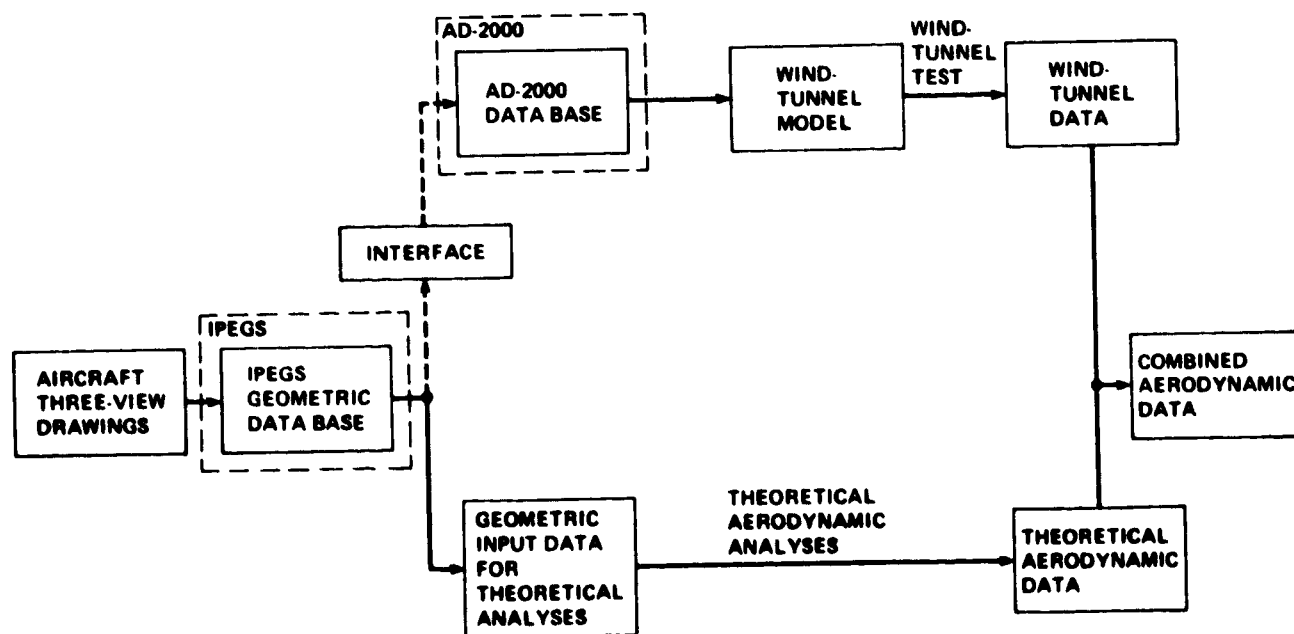 AD-2000
AD-2000
DATA BASE
WIND-
TUNNEL
MODEL
WIND-
TUNNEL
TEST
WIND-
TUNNEL
DATA
INTERFACE
IPEGS
AIRCRAFT
THREE-VIEW
DRAWINGS
IPEGS
GEOMETRIC
DATA BASE
COMBINED
AERODYNAMIC
DATA
GEOMETRIC
INPUT DATA
FOR
THEORETICAL
ANALYSES
THEORETICAL
AERODYNAMIC
ANALYSES
THEORETICAL
AERODYNAMIC
DATA